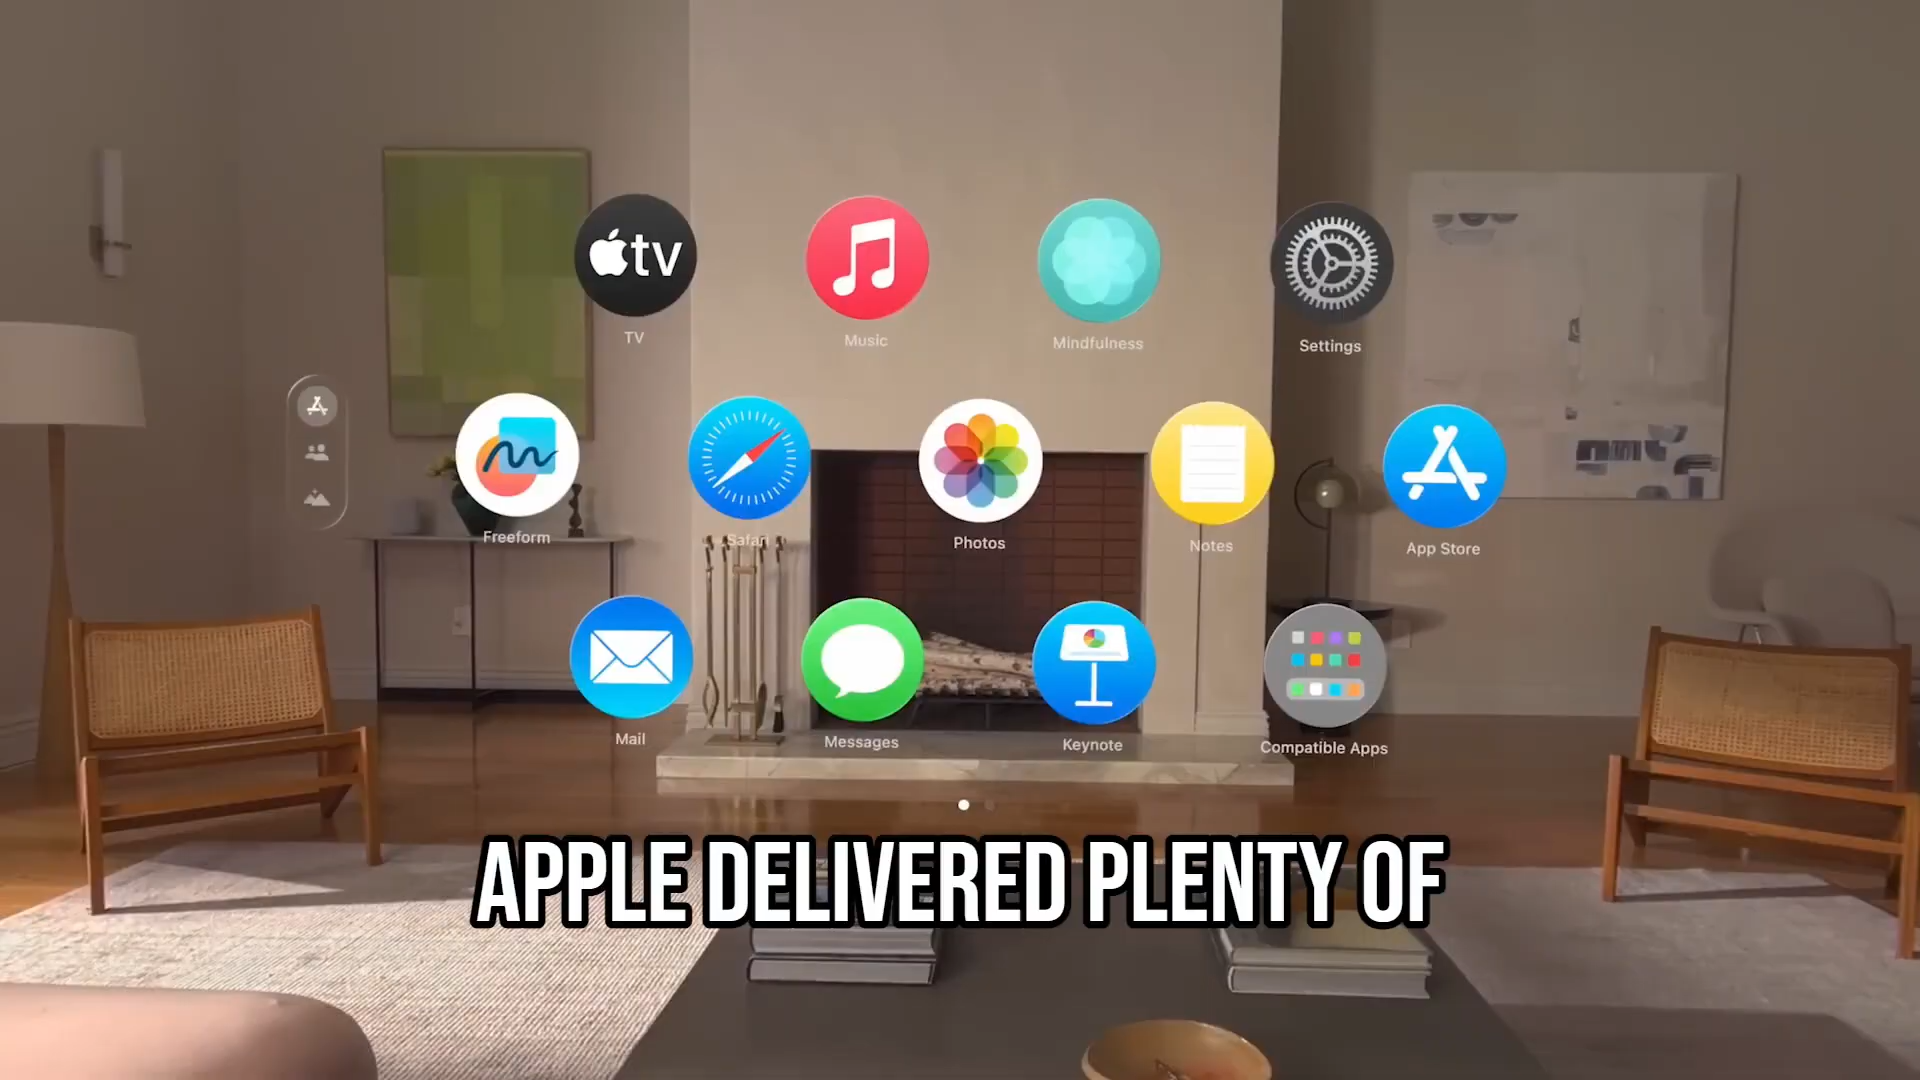 tv
TV
Music
Mindfulness
Settings
Freeform
Safari
Photos
Notes
App Store
Mail
Messages
Keynote
Compatible Apps
APPLE DELIVERED PLENTY OF